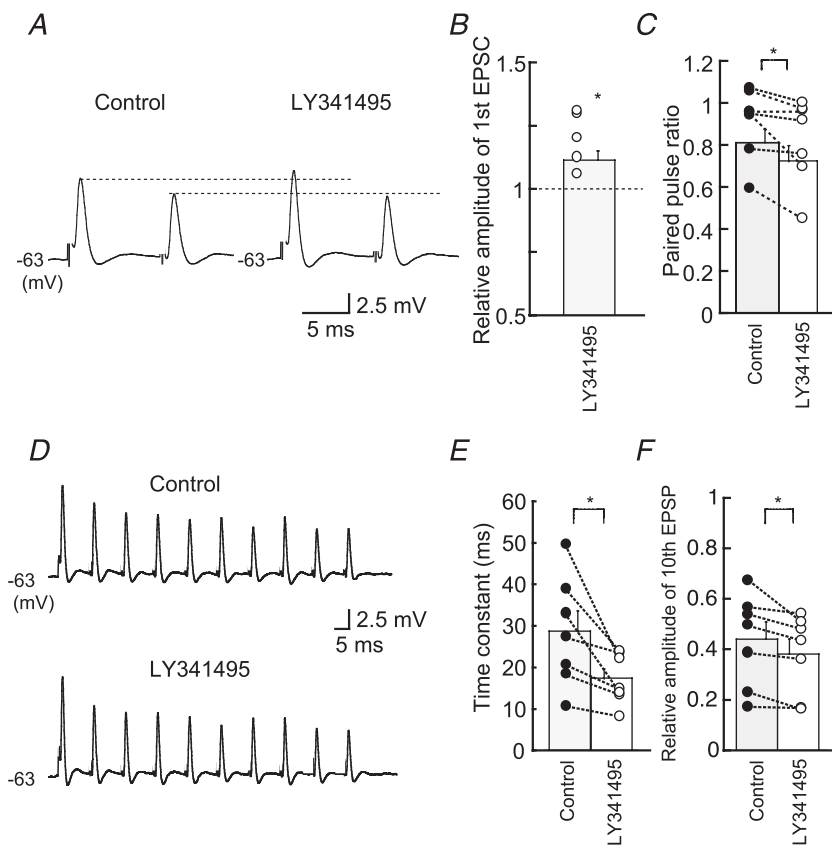 A
Control
LY341495
-63
(mV)
-63
2.5 mV
5 ms
B
Relative amplitude of 1st EPSC
1.5
1
0.5
*
LY341495
C
Paired pulse ratio
1.2
1
0.8
0.6
0.4
0.2
0
*
Control
LY341495
D
Control
-63
(mV)
2.5 mV
5 ms
LY341495
-63
E
Time constant (ms)
60
50
40
30
20
10
0
*
Control
LY341495
F
Relative amplitude of 10th EPSP
1
0.8
0.6
0.4
0.2
0
*
Control
LY341495